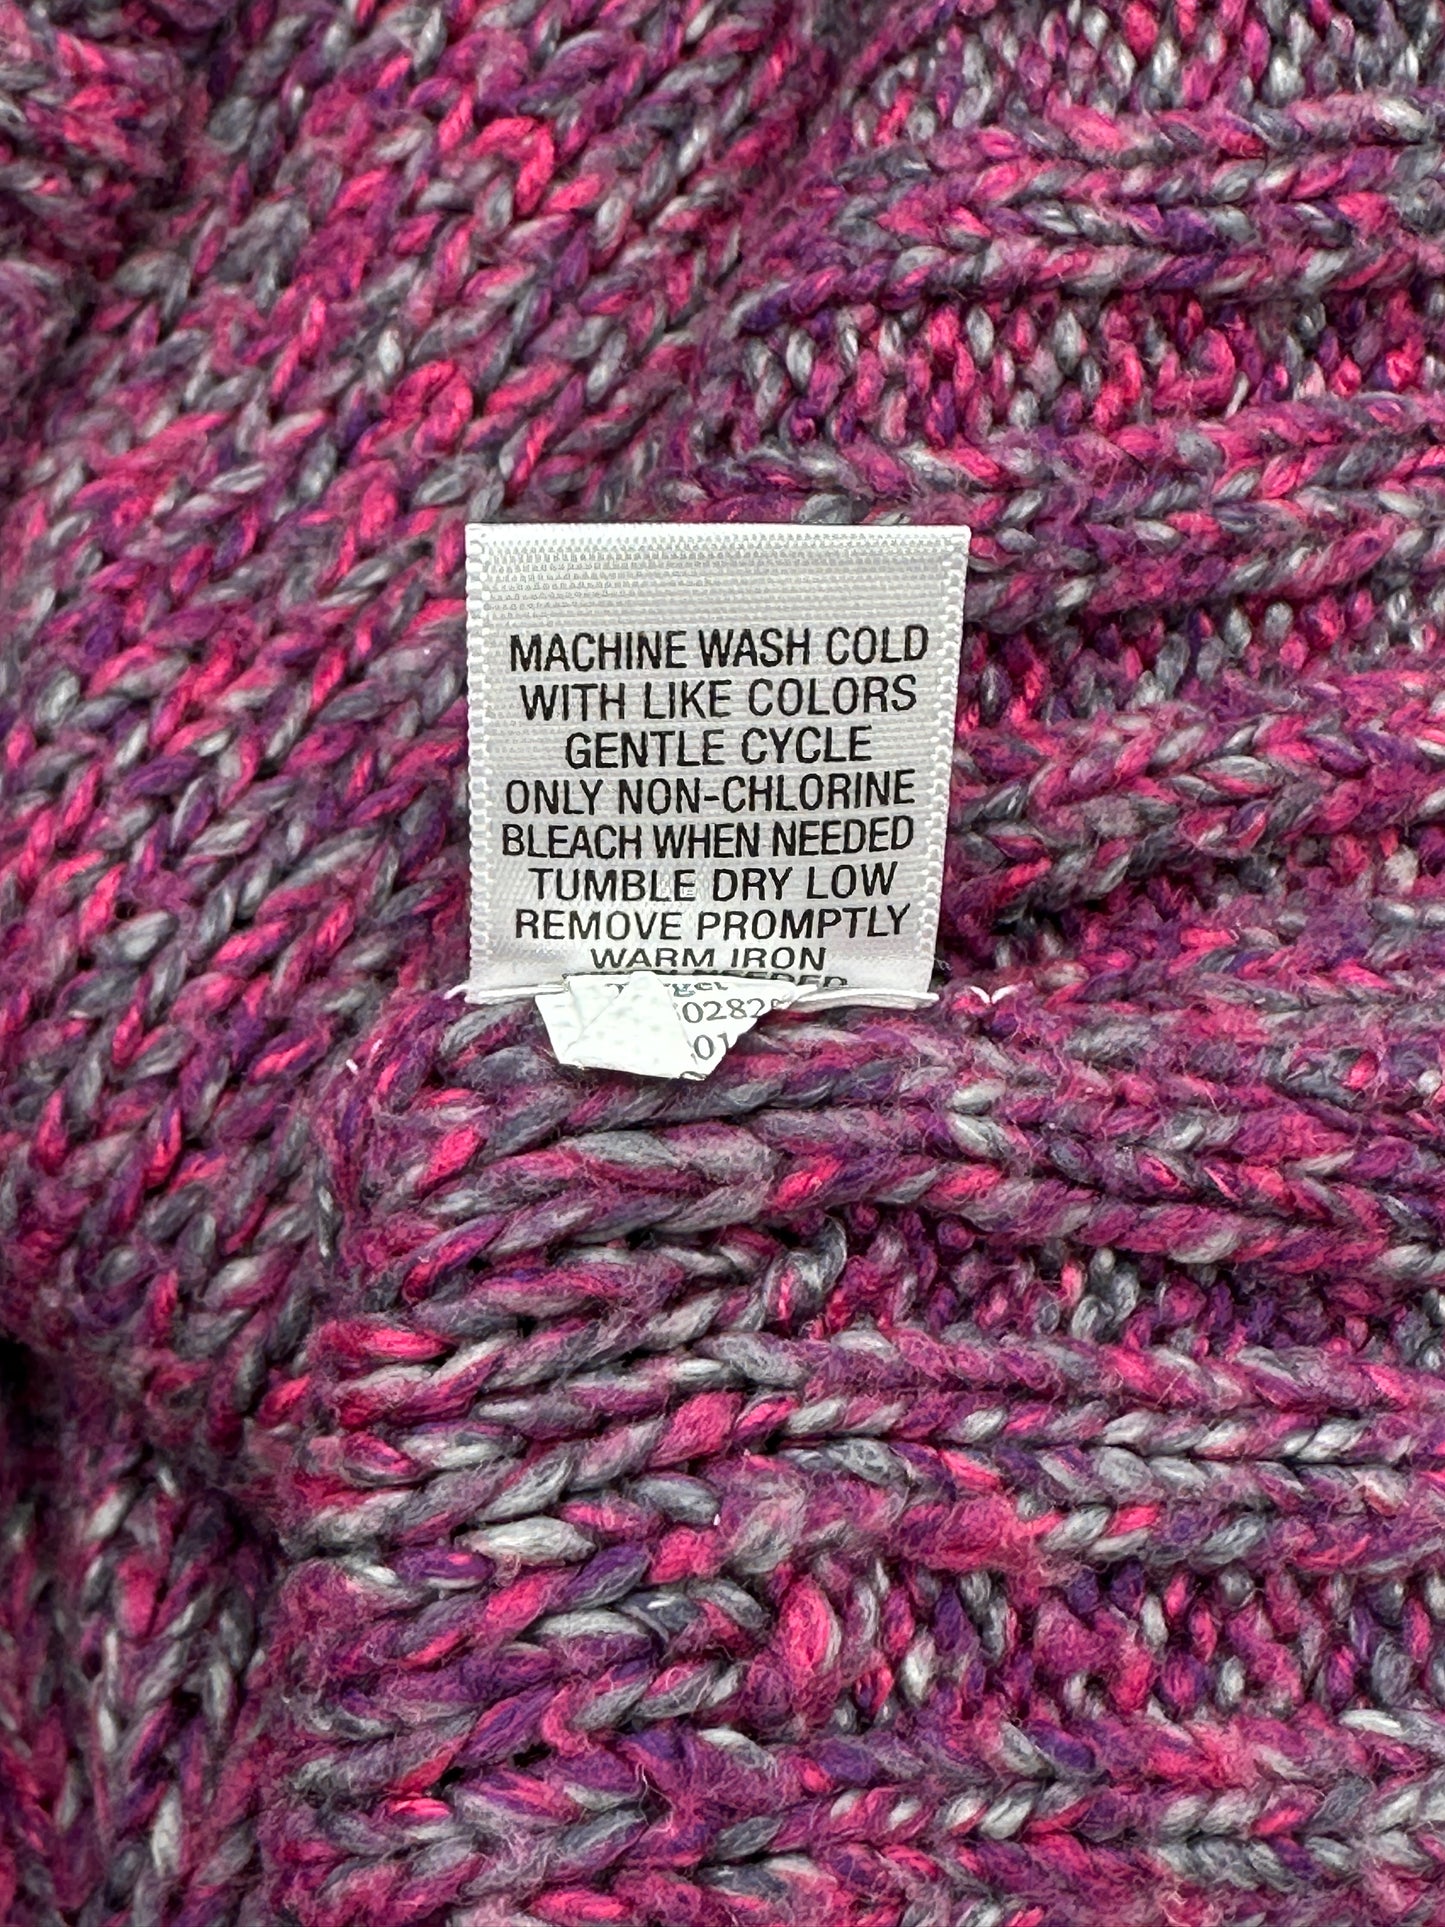 MACHINE WASH COLD
WITH LIKE COLORS
GENTLE CYCLE
ONLY NON-CHLORINE
BLEACH WHEN NEEDED
TUMBLE DRY LOW
REMOVE PROMPTLY
WARM IRON